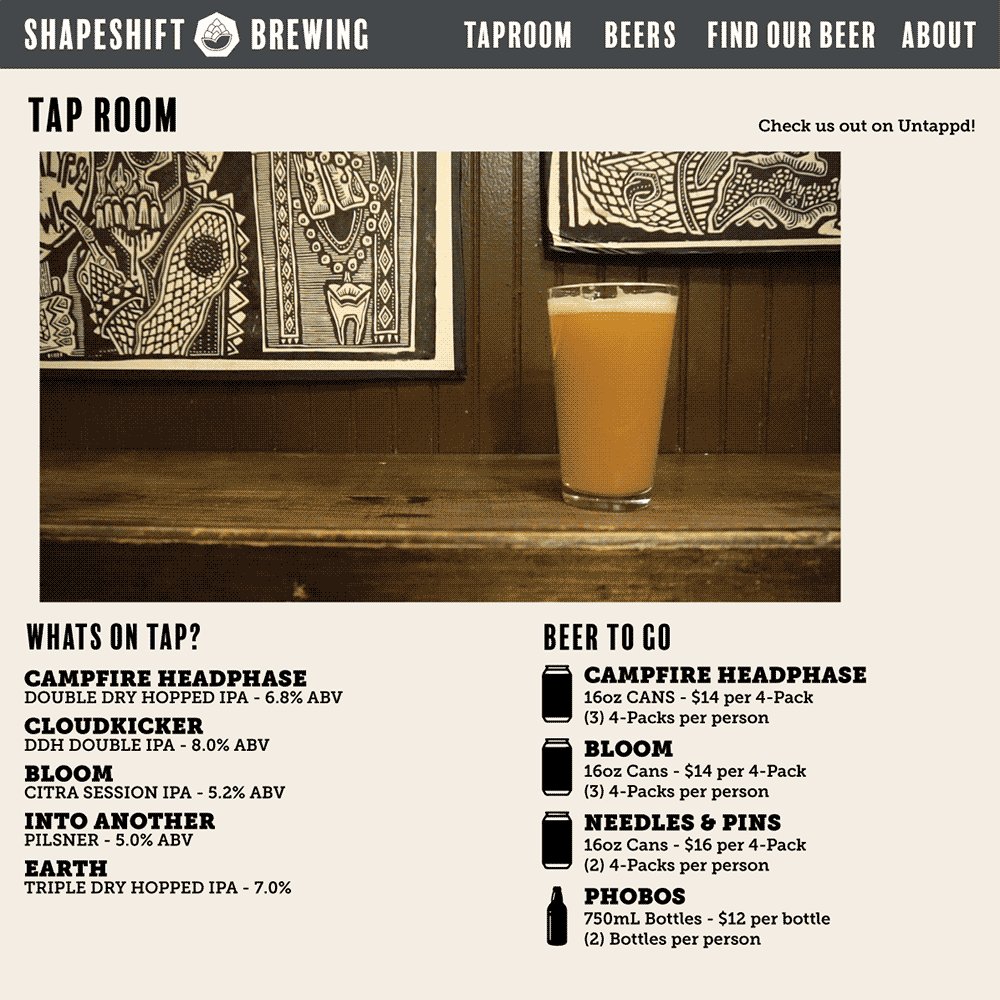 SHAPESHIFT BREWING
TAPROOM BEERS FIND OUR BEER ABOUT
TAP ROOM
Check us out on Untappd!
WHATS ON TAP?
CAMPFIRE HEADPHASE
DOUBLE DRY HOPPED IPA - 6.8% ABV
CLOUDKICKER
DDH DOUBLE IPA - 8.0% ABV
BLOOM
CITRA SESSION IPA - 5.2% ABV
INTO ANOTHER
PILSNER - 5.0% ABV
EARTH
TRIPLE DRY HOPPED IPA - 7.0%
BEER TO GO
CAMPFIRE HEADPHASE
16oz CANS - $14 per 4-Pack
(3) 4-Packs per person
BLOOM
16oz Cans - $14 per 4-Pack
(3) 4-Packs per person
NEEDLES & PINS
16oz Cans - $16 per 4-Pack
(2) 4-Packs per person
PHOBOS
750mL Bottles - $12 per bottle
(2) Bottles per person